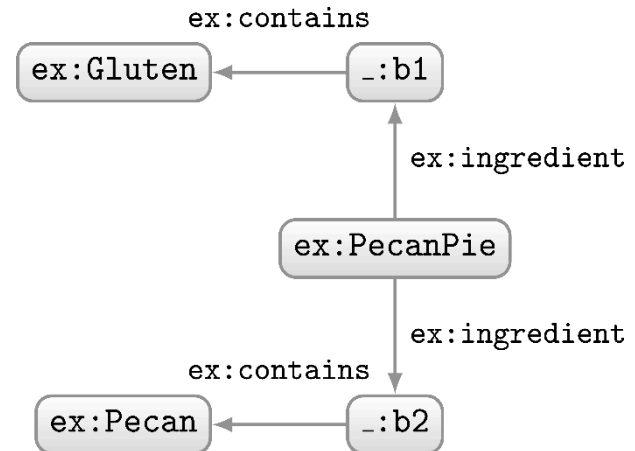 ex:contains
ex:Gluten
_:b1
ex:ingredient
ex:PecanPie
ex:ingredient
ex:contains
ex:Pecan
_:b2